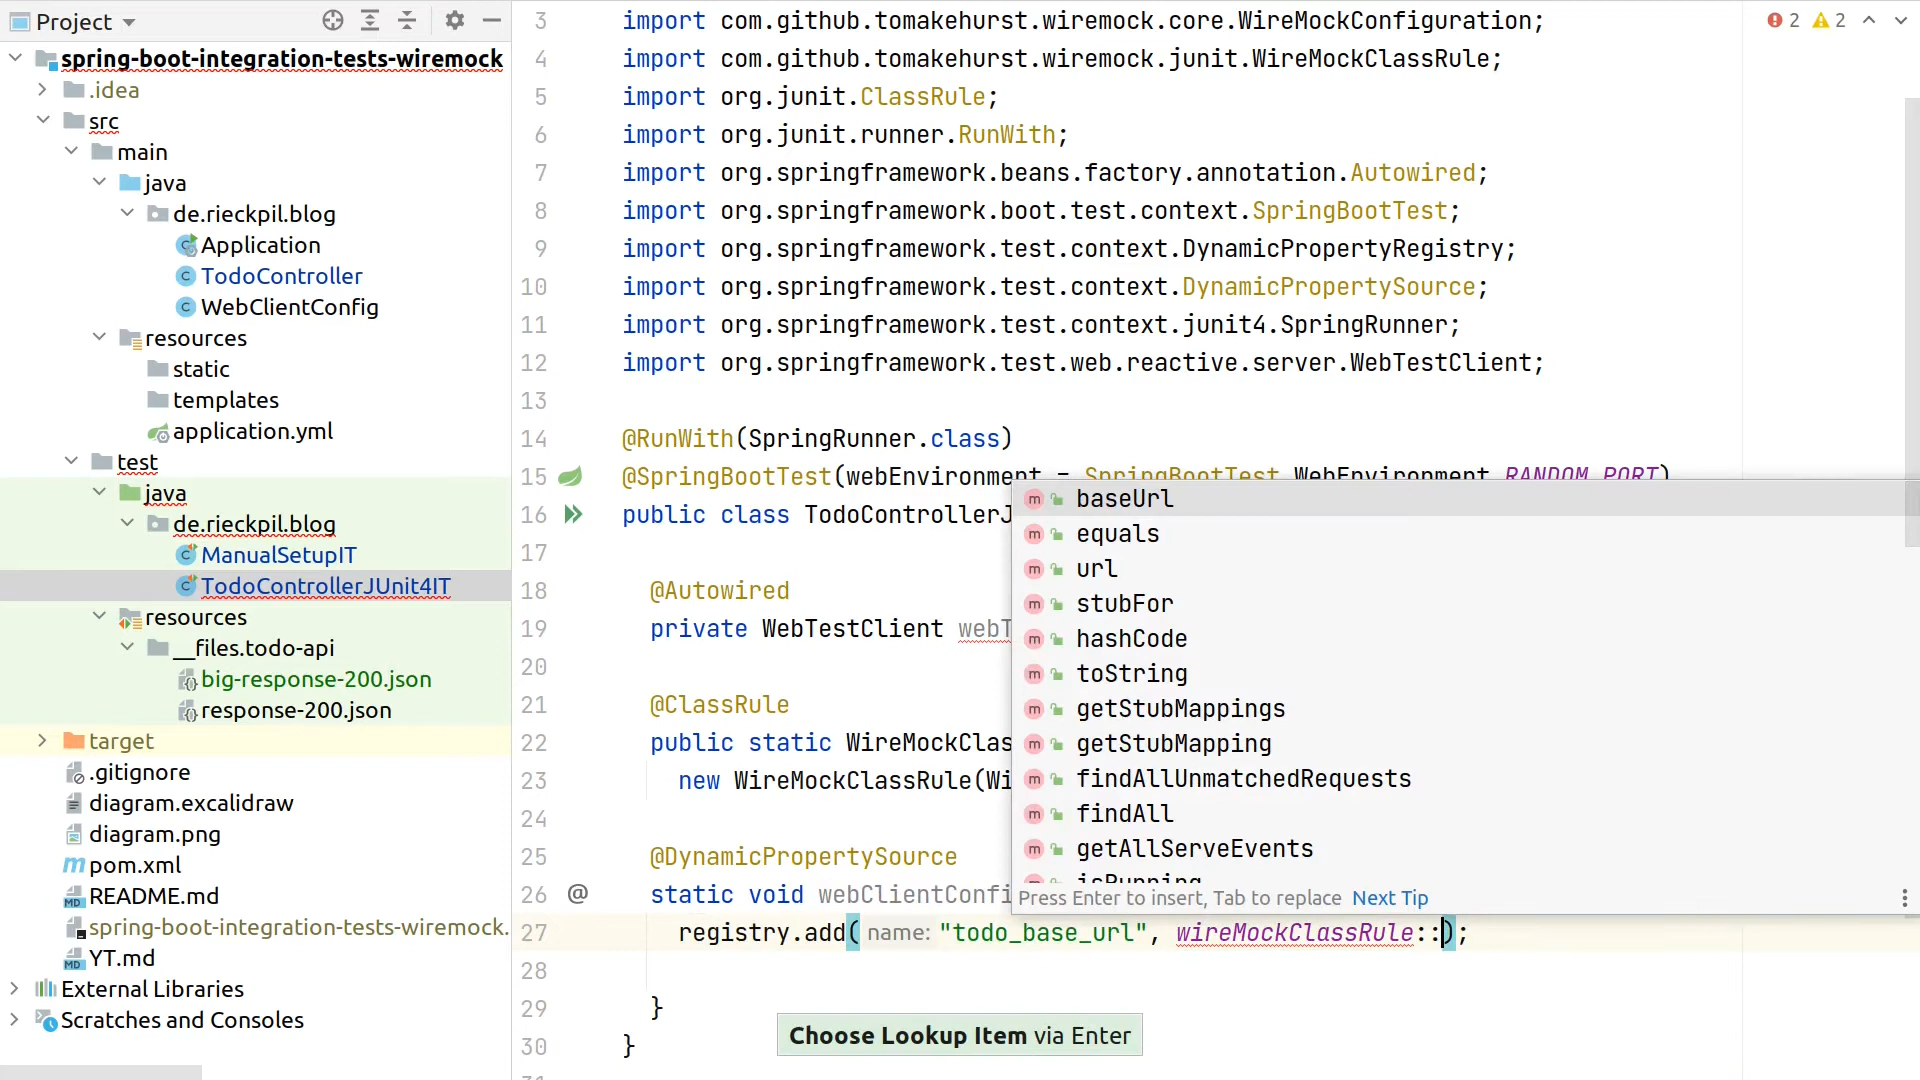 Project
spring-boot-integration-tests-wiremock
.idea
src
main
java
de.rieckpil.blog
Application
TodoController
WebClientConfig
resources
static
templates
application.yml
test
java
de.rieckpil.blog
ManualSetupIT
TodoControllerJUnit4IT
resources
__files.todo-api
big-response-200.json
response-200.json
target
.gitignore
diagram.excalidraw
diagram.png
pom.xml
README.md
spring-boot-integration-tests-wiremock.
YT.md
External Libraries
Scratches and Consoles
2 2
3 import com.github.tomakehurst.wiremock.core.WireMockConfiguration;
4 import com.github.tomakehurst.wiremock.junit.WireMockClassRule;
5 import org.junit.ClassRule;
6 import org.junit.runner.RunWith;
7 import org.springframework.beans.factory.annotation.Autowired;
8 import org.springframework.boot.test.context.SpringBootTest;
9 import org.springframework.test.context.DynamicPropertyRegistry;
10 import org.springframework.test.context.DynamicPropertySource;
11 import org.springframework.test.context.junit4.SpringRunner;
12 import org.springframework.test.web.reactive.server.WebTestClient;
13
14 @RunWith(SpringRunner.class)
15 @SpringBootTest(webEnvironment = SpringBootTest.WebEnvironment.RANDOM_PORT)
16 public class TodoControllerJ
17
18 @Autowired
19 private WebTestClient webT
20
21 @ClassRule
22 public static WireMockClas
23 new WireMockClassRule(Wi
24
25 @DynamicPropertySource
26 static void webClientConfi
27 registry.add( name: "todo_base_url", wireMockClassRule::);
28
29 }
30 }
baseUrl
equals
url
stubFor
hashCode
toString
getStubMappings
getStubMapping
findAllUnmatchedRequests
findAll
getAllServeEvents
isRunning
Press Enter to insert, Tab to replace Next Tip
Choose Lookup Item via Enter